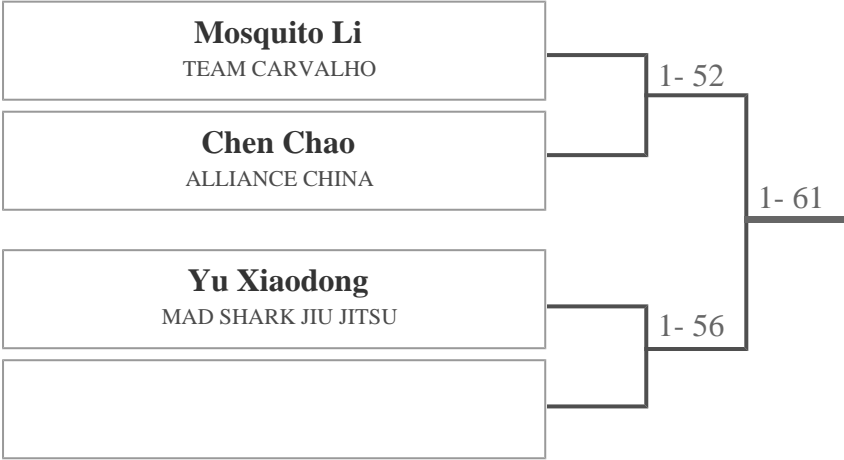 Mosquito Li
TEAM CARVALHO
1- 52
Chen Chao
ALLIANCE CHINA
1- 61
Yu Xiaodong
MAD SHARK JIU JITSU
1- 56